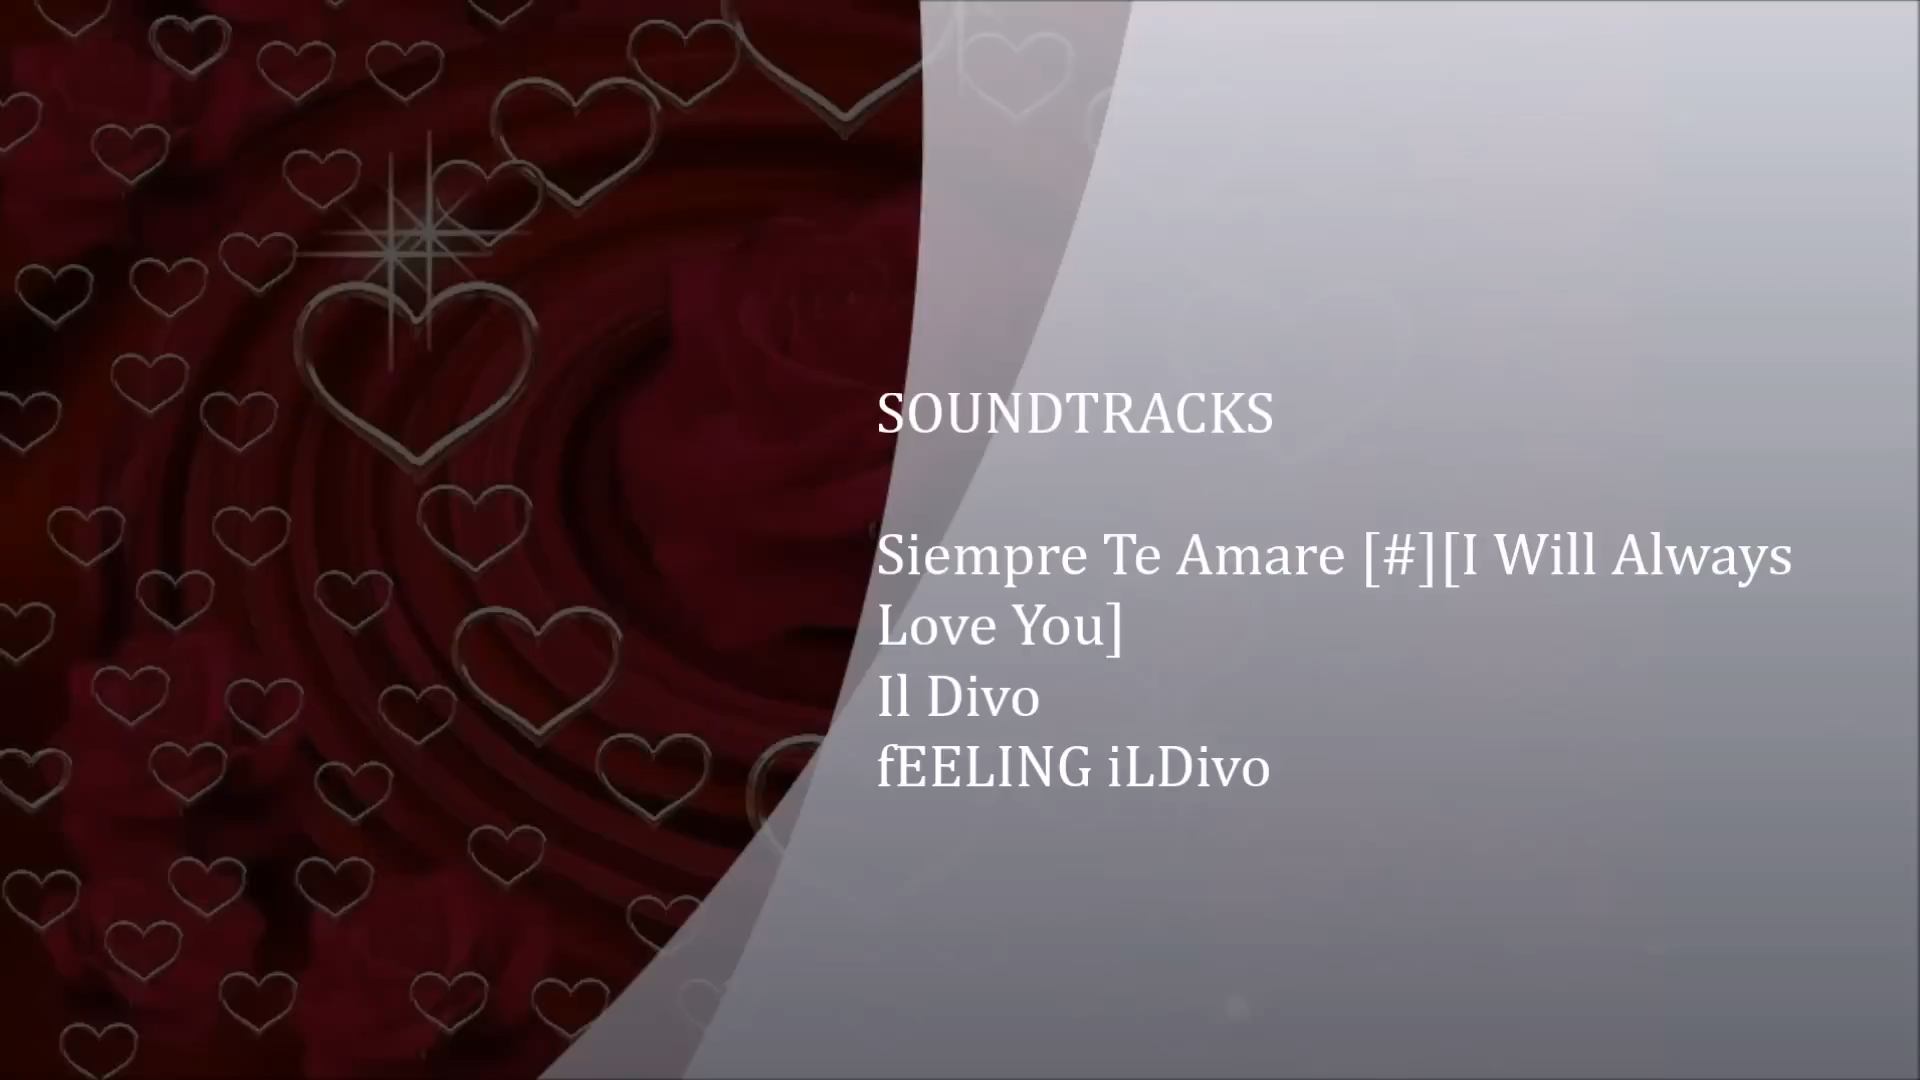 SOUNDTRACKS
Siempre Te Amare [#][I Will Always
Love You]
Il Divo
fEELING iLDivo